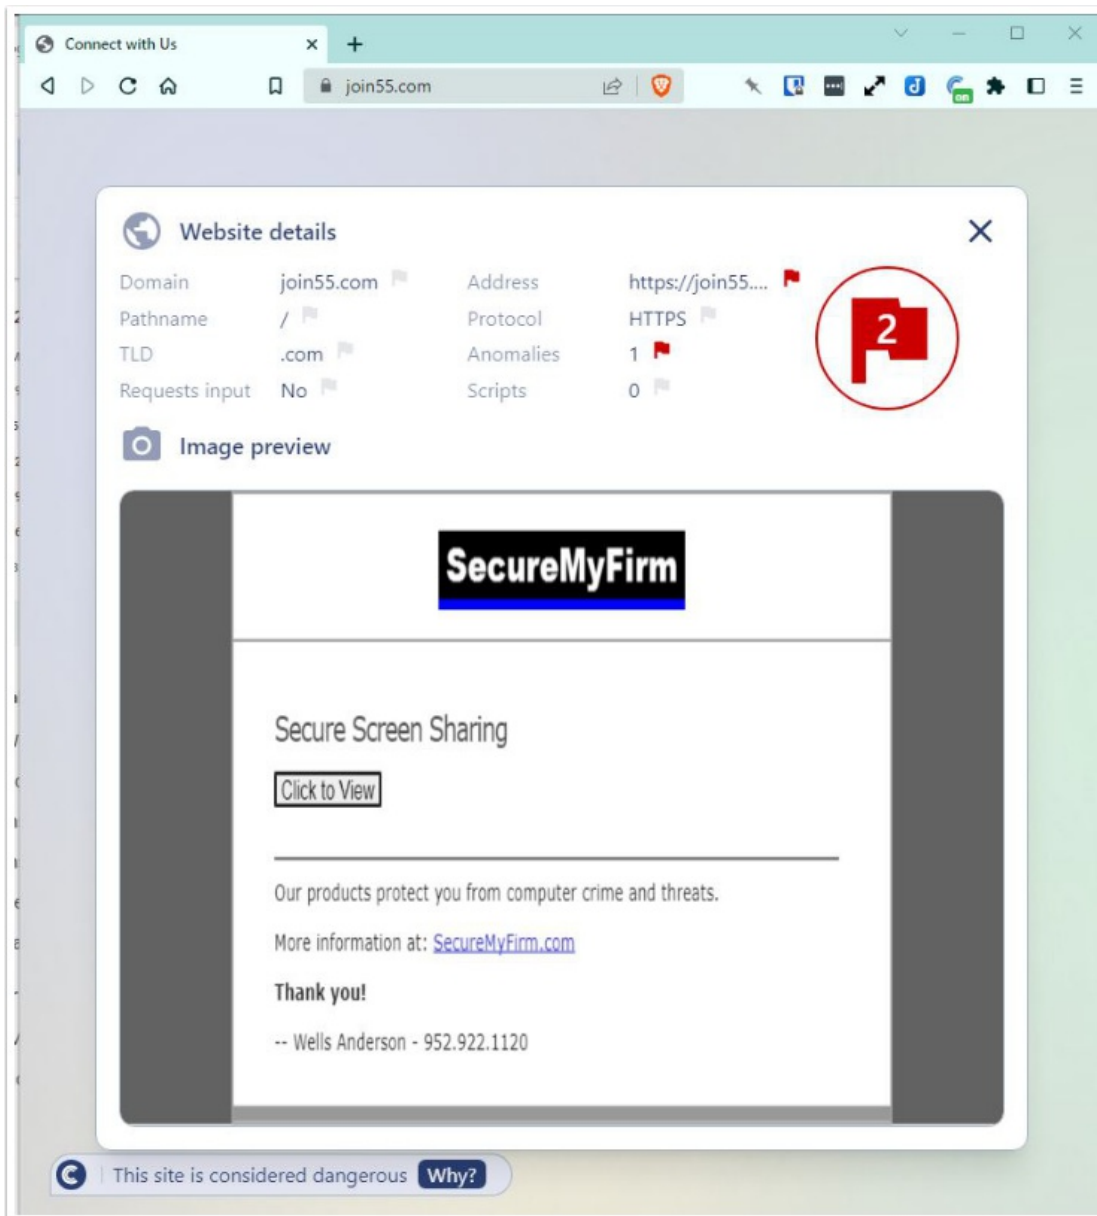 Connect with Us
join55.com
on
Website details
Domain join55.com Address https://join55....
Pathname / Protocol HTTPS
TLD .com Anomalies 1
Requests input No Scripts 0
2
Image preview
SecureMyFirm
Secure Screen Sharing
Click to View
Our products protect you from computer crime and threats.
More information at: SecureMyFirm.com
Thank you!
-- Wells Anderson - 952.922.1120
This site is considered dangerous Why?